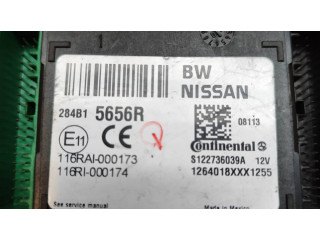 BW
NISSAN
284B1 5656R
08113
E11
CE
Continental
116RAI-000173
S122736039A 12V
116RI-000174
1264018XXX1255
See service manual
Made in Mexico